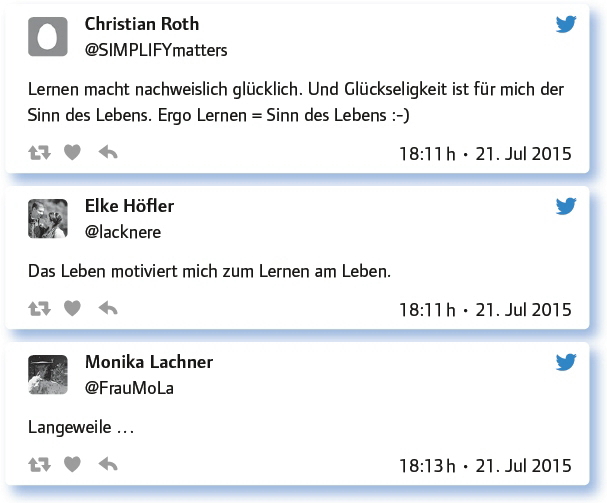 Christian Roth
@SIMPLIFYmatters
Lernen macht nachweislich glücklich. Und Glückseligkeit ist für mich der
Sinn des Lebens. Ergo Lernen = Sinn des Lebens :-)
18:11 h • 21. Jul 2015
Elke Höfler
@lacknere
Das Leben motiviert mich zum Lernen am Leben.
18:11 h • 21. Jul 2015
Monika Lachner
@FrauMoLa
Langeweile …
18:13 h • 21. Jul 2015